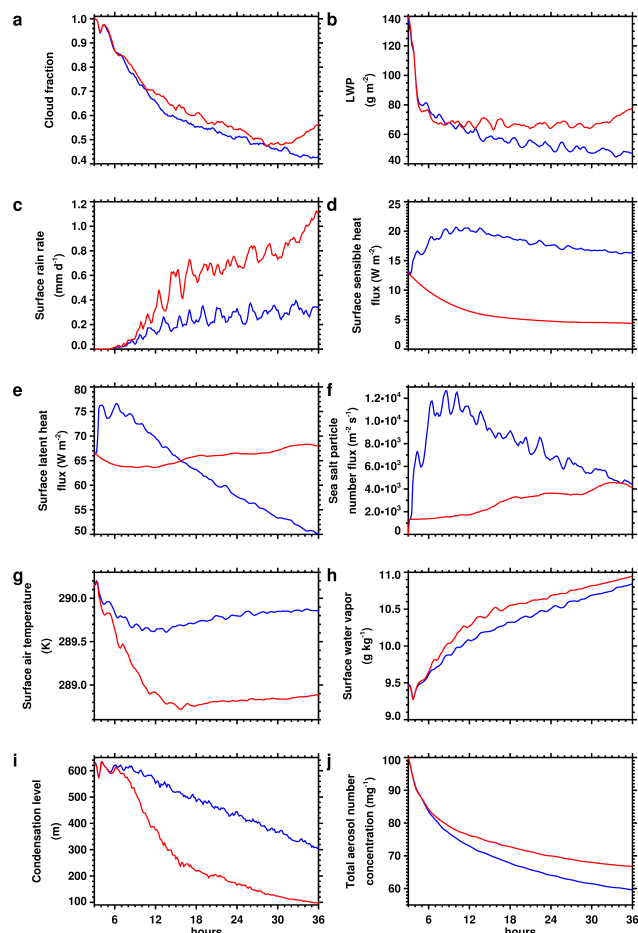 a
Cloud fraction
1.0
0.9
0.8
0.7
0.6
0.5
0.4
b
LWP
(g m-2)
140
120
100
80
60
40
c
Surface rain rate
(mm d-1)
1.2
1.0
0.8
0.6
0.4
0.2
0.0
d
Surface sensible heat
flux (W m-2)
25
20
15
10
5
0
e
Surface latent heat
flux (W m-2)
80
75
70
65
60
55
50
f
Sea salt particle
number flux (m-2 s-1)
1.2•10⁴
1.0•10⁴
8.0•10³
6.0•10³
4.0•10³
2.0•10³
0
g
Surface air temperature
(K)
290.0
289.5
289.0
h
Surface water vapor
(g kg-1)
11.0
10.5
10.0
9.5
9.0
i
Condensation level
(m)
600
500
400
300
200
100
6 12 18 24 30 36
hours
j
Total aerosol number
concentration (mg-1)
100
90
80
70
60
6 12 18 24 30 36
hours